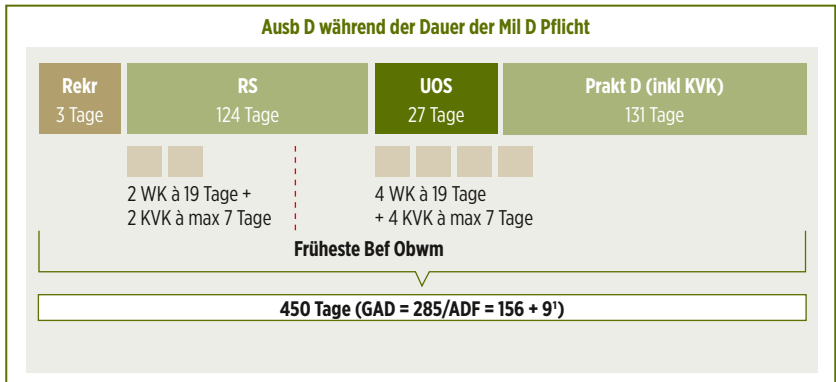 Ausb D während der Dauer der Mil D Pflicht
Rekr
3 Tage
RS
124 Tage
UOS
27 Tage
Prakt D (inkl KVK)
131 Tage
2 WK à 19 Tage +
2 KVK à max 7 Tage
4 WK à 19 Tage
+ 4 KVK à max 7 Tage
Früheste Bef Obwm
450 Tage (GAD = 285/ADF = 156 + 9¹)